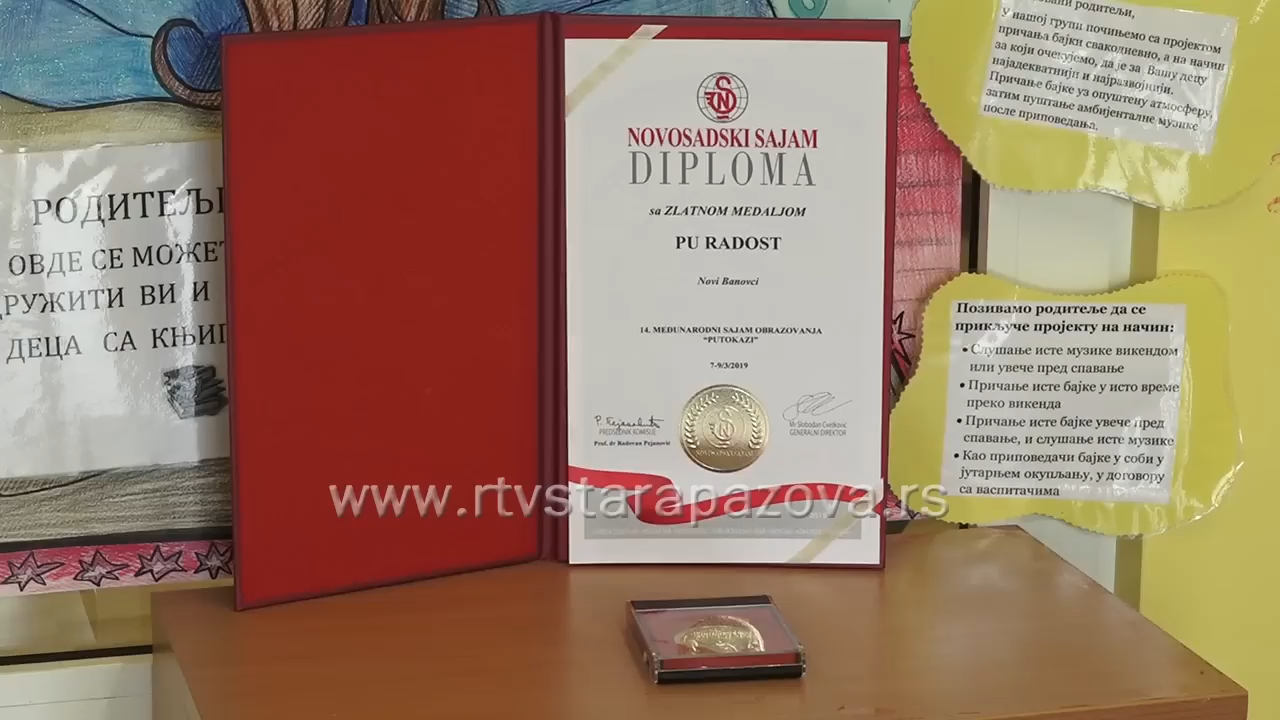 РОДИТЕЉИ
ОВДЕ СЕ МОЖЕТ
ДРУЖИТИ ВИ И
ДЕЦА СА КЊИГ
NOVOSADSKI SAJAM
DIPLOMA
sa ZLATNOM MEDALJOM
PU RADOST
Novi Banovci
14. MEĐUNARODNI SAJAM OBRAZOVANJA
"PUTOKAZI"
7-9/3/2019
PREDSEDNIK KOMISIJE
Prof. dr Radovan Pejanović
Mr Slobodan Cvetković
GENERALNI DIREKTOR
NOVOSADSKI SAJAM
родитељи,
У нашој групи почињемо са пројектом
причања бајки свакодневно, а на начин
за који очекујемо, да је за Вашу децу
најадекватнији и најразвојнији.
Причање бајке уз опуштену атмосферу,
затим пуштање амбијенталне музике
после приповедања.
Позивамо родитеље да се
прикључе пројекту на начин:
• Слушање исте музике викендом
или увече пред спавање
• Причање исте бајке у исто време
преко викенда
• Причање исте бајке увече пред
спавање, и слушање исте музике
• Као приповедачи бајке у соби у
јутарњем окупљању, у договору
са васпитачима
www.rtvstarapazova.rs